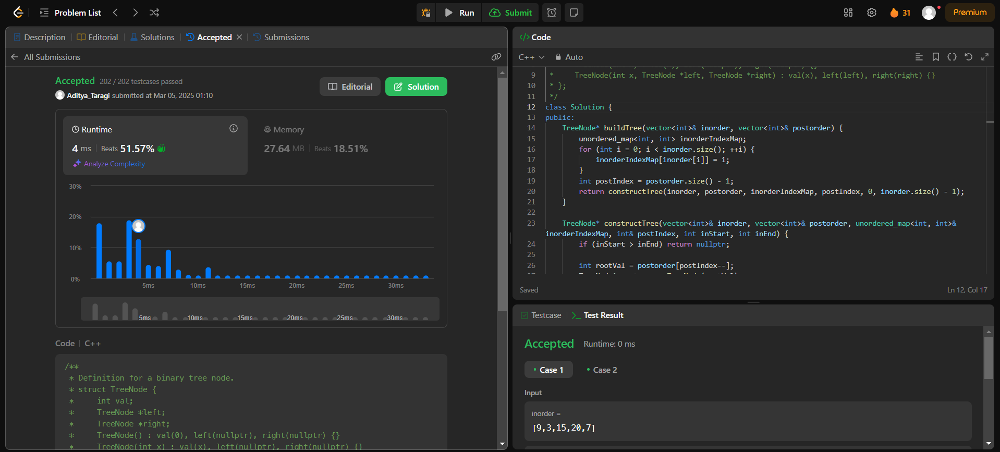 Problem List
Run
Submit
31
Premium
Description
Editorial
Solutions
Accepted
Submissions
All Submissions
Accepted 202 / 202 testcases passed
Aditya_Taragi submitted at Mar 05, 2025 01:10
Editorial
Solution
Runtime
4 ms Beats 51.57%
Analyze Complexity
Memory
27.64 MB Beats 18.51%
30%
20%
10%
0%
5ms 10ms 15ms 20ms 25ms 30ms
5ms 10ms 15ms 20ms 25ms 30ms
Code C++
/**
* Definition for a binary tree node.
* struct TreeNode {
*     int val;
*     TreeNode *left;
*     TreeNode *right;
*     TreeNode() : val(0), left(nullptr), right(nullptr) {}
*     TreeNode(int x) : val(x), left(nullptr), right(nullptr) {}
</> Code
C++
Auto
9 *     TreeNode(int x, TreeNode *left, TreeNode *right) : val(x), left(left), right(right) {}
10 * };
11 */
12 class Solution {
13 public:
14     TreeNode* buildTree(vector<int>& inorder, vector<int>& postorder) {
15         unordered_map<int, int> inorderIndexMap;
16         for (int i = 0; i < inorder.size(); ++i) {
17             inorderIndexMap[inorder[i]] = i;
18         }
19         int postIndex = postorder.size() - 1;
20         return constructTree(inorder, postorder, inorderIndexMap, postIndex, 0, inorder.size() - 1);
21     }
22
23     TreeNode* constructTree(vector<int>& inorder, vector<int>& postorder, unordered_map<int, int>&
inorderIndexMap, int& postIndex, int inStart, int inEnd) {
24         if (inStart > inEnd) return nullptr;
25
26         int rootVal = postorder[postIndex--];
Saved
Ln 12, Col 17
Testcase
Test Result
Accepted Runtime: 0 ms
Case 1
Case 2
Input
inorder =
[9,3,15,20,7]